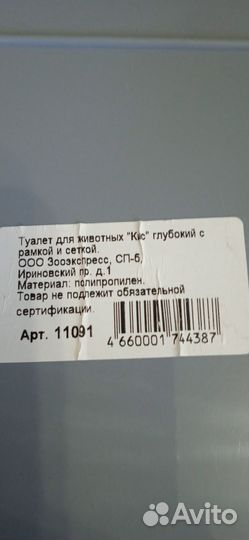 Туалет для животных "Кис" глубокий с
рамкой и сеткой.
ООО Зооэкспресс, СП-б,
Ириновский пр. д.1
Материал: полипропилен.
Товар не подлежит обязательной
сертификации.
Арт. 11091
4 660001 744387
Avito